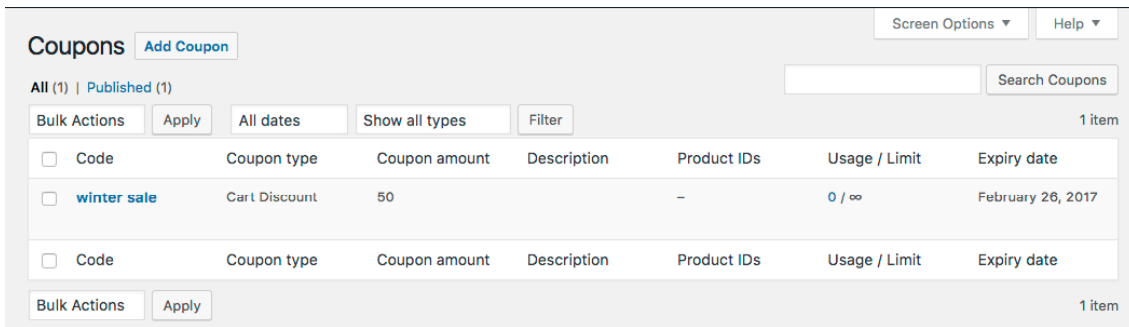 Screen Options ▼ Help ▼
Coupons Add Coupon
All (1) | Published (1)
Search Coupons
Bulk Actions Apply All dates Show all types Filter 1 item
Code Coupon type Coupon amount Description Product IDs Usage / Limit Expiry date
winter sale Cart Discount 50 – 0 / ∞ February 26, 2017
Code Coupon type Coupon amount Description Product IDs Usage / Limit Expiry date
Bulk Actions Apply 1 item